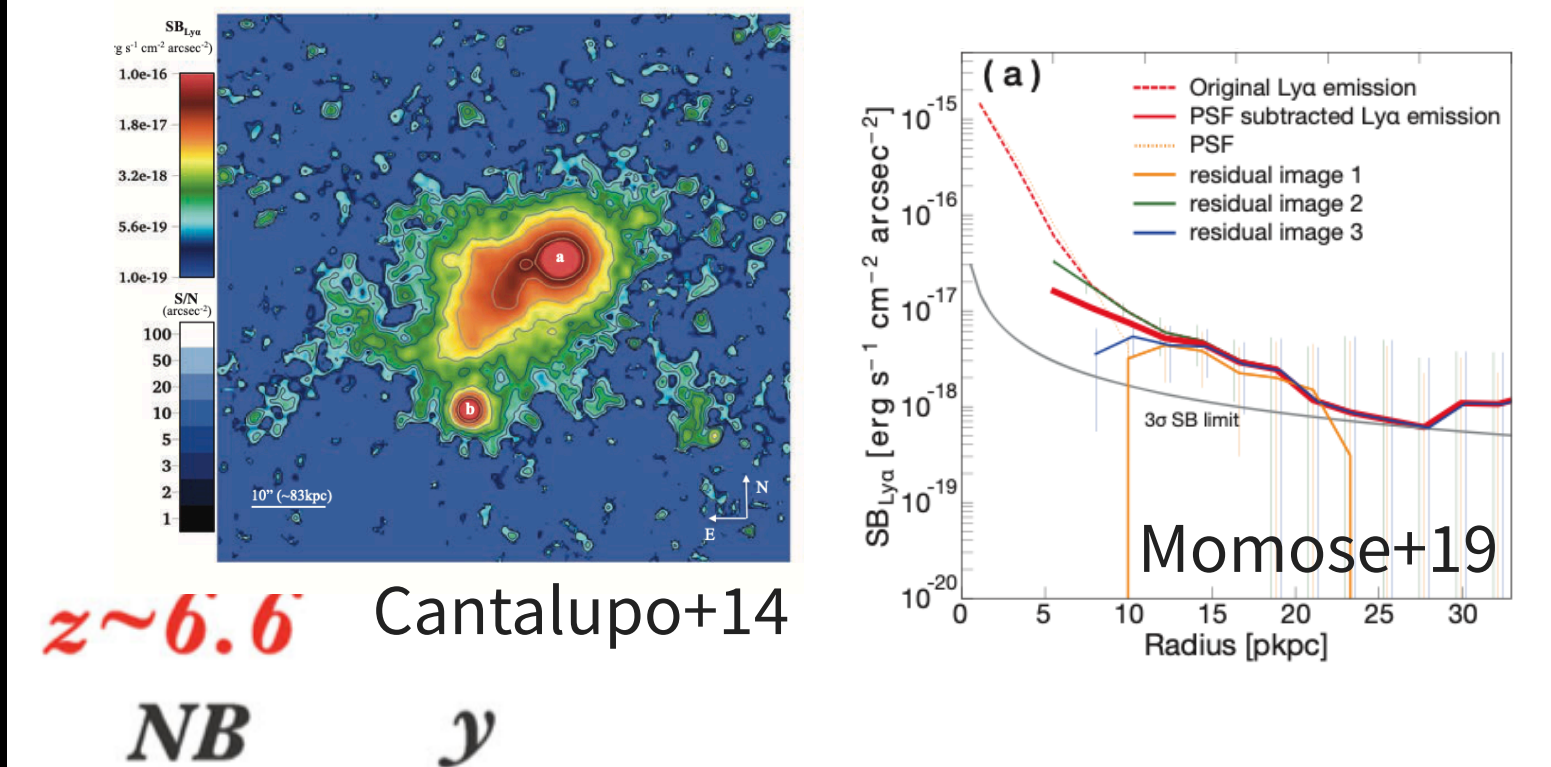 SB_Lyα
g s⁻¹ cm⁻² arcsec⁻²)
1.0e-16
1.8e-17
3.2e-18
5.6e-19
1.0e-19
S/N
(arcsec⁻²)
100
50
20
10
5
3
2
1
a
b
10” (~83kpc)
N
E
Cantalupo+14
z~6.6
NB y
(a)
Original Lyα emission
PSF subtracted Lyα emission
PSF
residual image 1
residual image 2
residual image 3
SB_Lyα [erg s⁻¹ cm⁻² arcsec⁻²]
10⁻¹⁵
10⁻¹⁶
10⁻¹⁷
10⁻¹⁸
10⁻¹⁹
10⁻²⁰
3σ SB limit
Momose+19
0 5 10 15 20 25 30
Radius [pkpc]